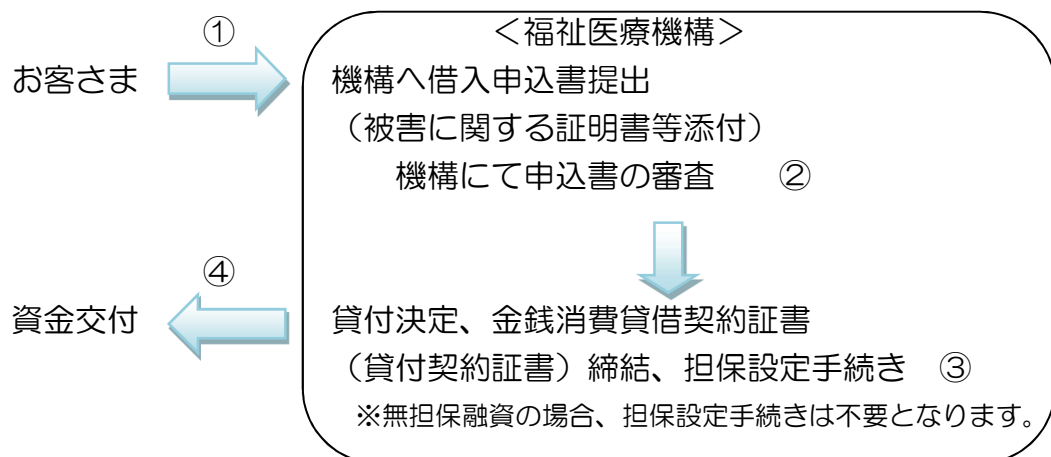 ＜福祉医療機構＞
①
お客さま
機構へ借入申込書提出
（被害に関する証明書等添付）
機構にて申込書の審査　②
④
資金交付
貸付決定、金銭消費貸借契約証書
（貸付契約証書）締結、担保設定手続き　③
※無担保融資の場合、担保設定手続きは不要となります。